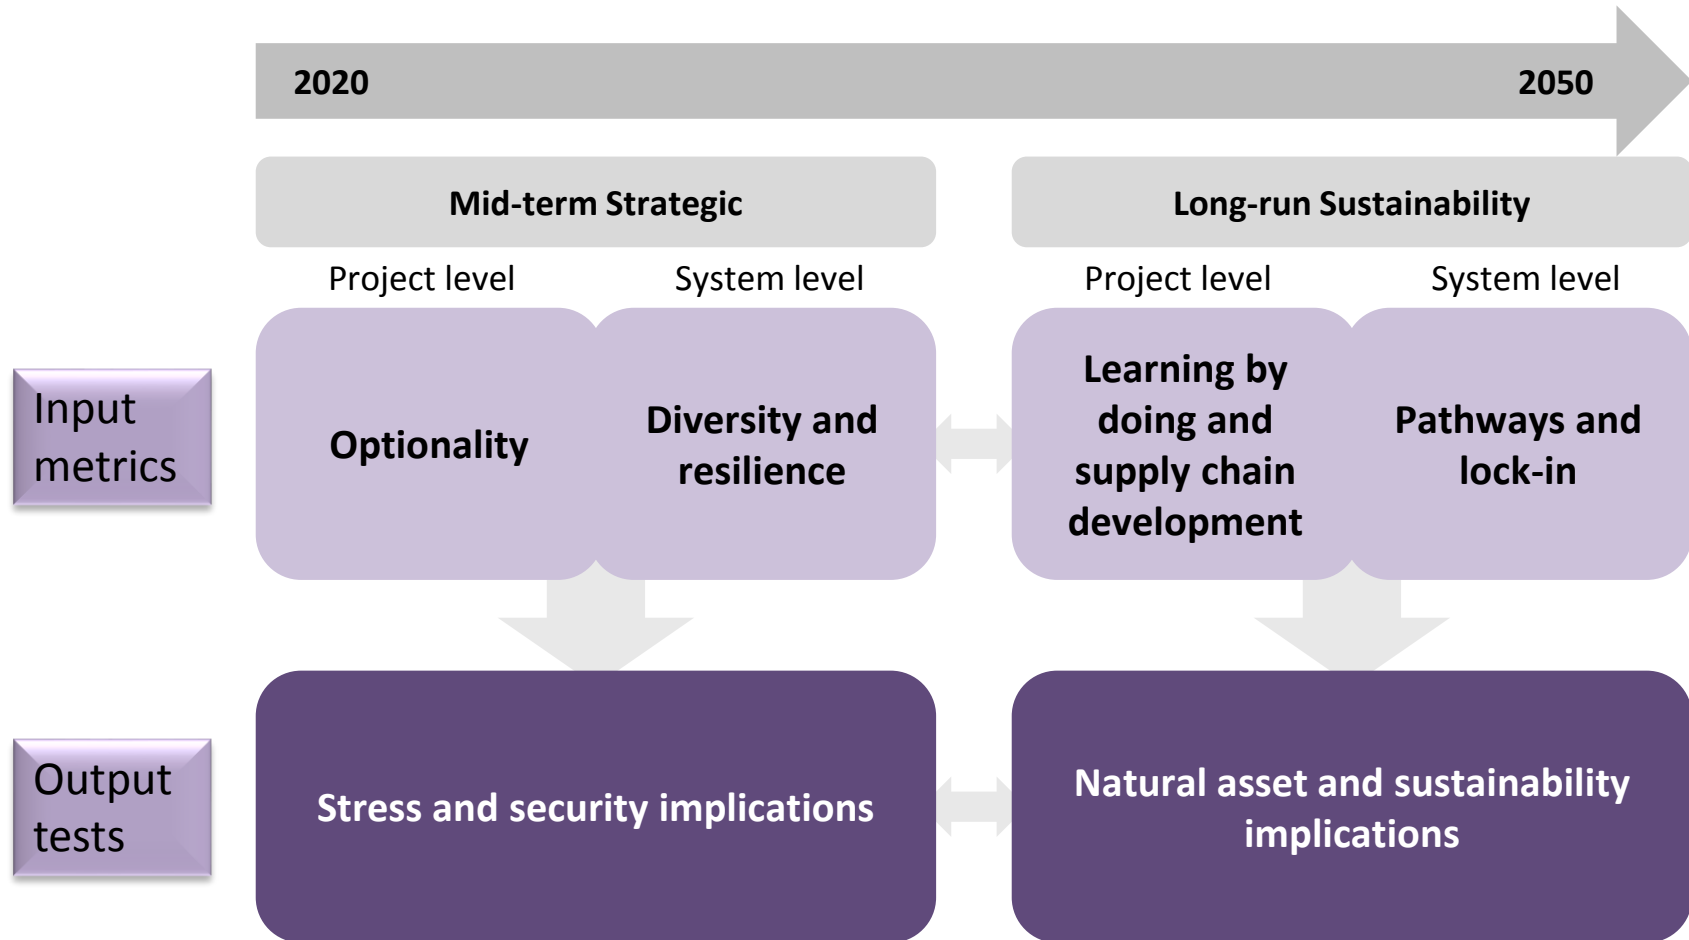 2020
2050
Mid-term Strategic
Long-run Sustainability
Project level
System level
Project level
System level
Input
metrics
Optionality
Diversity and
resilience
Learning by
doing and
supply chain
development
Pathways and
lock-in
Output
tests
Stress and security implications
Natural asset and sustainability
implications